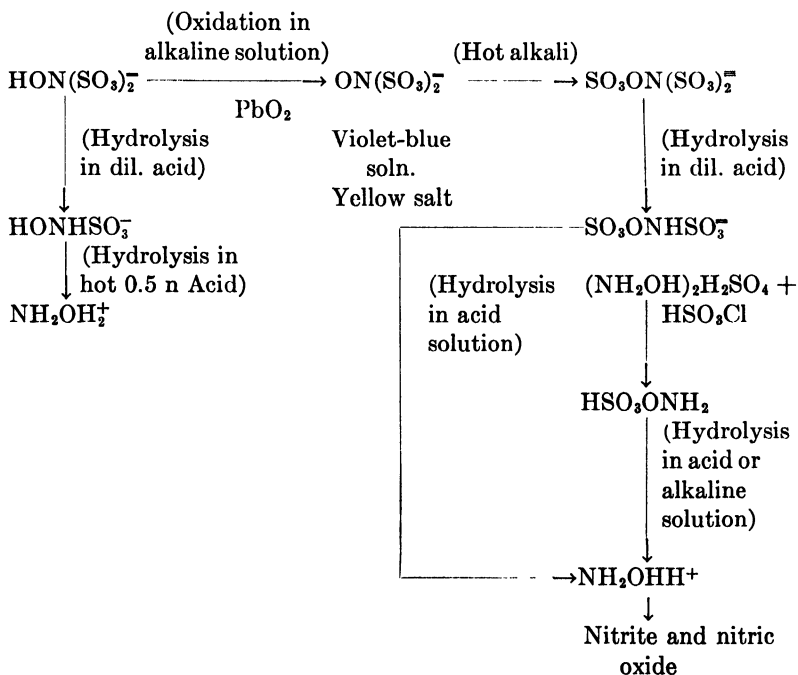 (Oxidation in
alkaline solution)
(Hot alkali)
HON(SO₃)₂⁻ → ON(SO₃)₂⁻ → SO₃ON(SO₃)₂⁼
PbO₂
(Hydrolysis
in dil. acid)
Violet-blue
soln.
Yellow salt
(Hydrolysis
in dil. acid)
HONHSO₃⁻
SO₃ONHSO₃⁻
(Hydrolysis in
hot 0.5 n Acid)
NH₂OH₂⁺
(Hydrolysis
in acid
solution)
(NH₂OH)₂H₂SO₄ +
HSO₃Cl
HSO₃ONH₂
(Hydrolysis
in acid or
alkaline
solution)
→NH₂OHH⁺
Nitrite and nitric
oxide